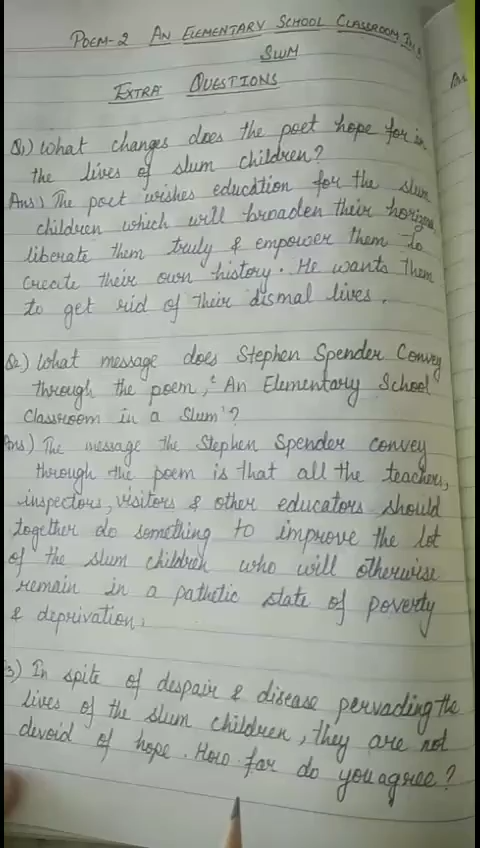 POEM-2 AN ELEMENTARY SCHOOL CLASSROOM IN A
SLUM
EXTRA QUESTIONS
Q1) What changes does the poet hope for in
the lives of slum children?
Ans) The poet wishes education for the slum
children which will broaden their horizon,
liberate them truly & empower them to
create their own history. He wants them
to get rid of their dismal lives.
Q2) What message does Stephen Spender Convey
through the poem, 'An Elementary School
Classroom in a Slum'?
Ans) The message the Stephen Spender convey
through the poem is that all the teachers,
inspectors, visitors & other educators should
together do something to improve the lot
of the slum children who will otherwise
remain in a pathetic state of poverty
& deprivation.
3) In spite of despair & disease pervading the
lives of the slum children, they are not
devoid of hope. How far do you agree?